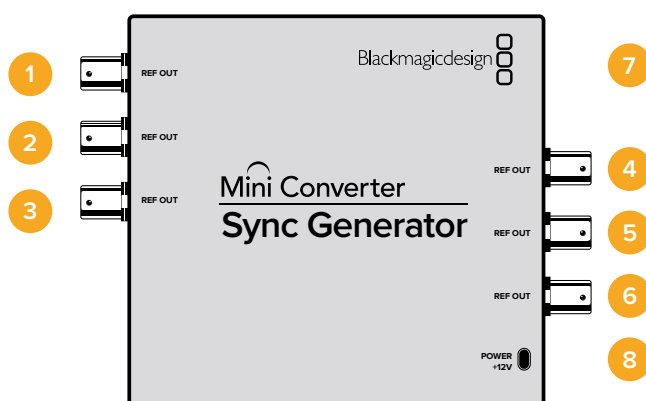 1
REF OUT
Blackmagicdesign
7
2
REF OUT
3
REF OUT
Mini Converter
Sync Generator
REF OUT
4
REF OUT
5
REF OUT
6
POWER
+12V
8